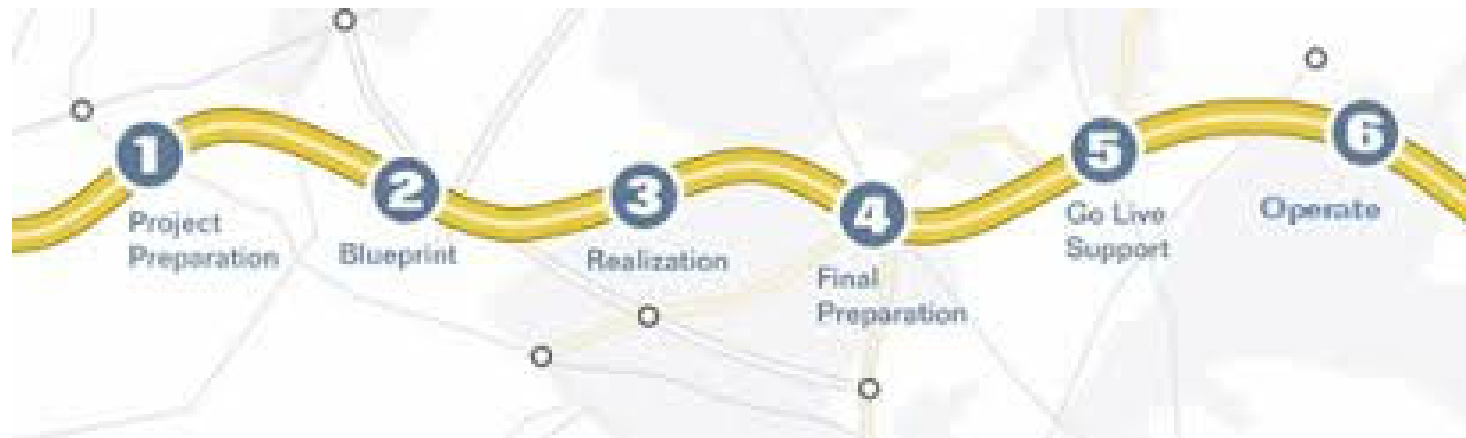 1
Project
Preparation
2
Blueprint
3
Realization
4
Final
Preparation
5
Go Live
Support
6
Operate